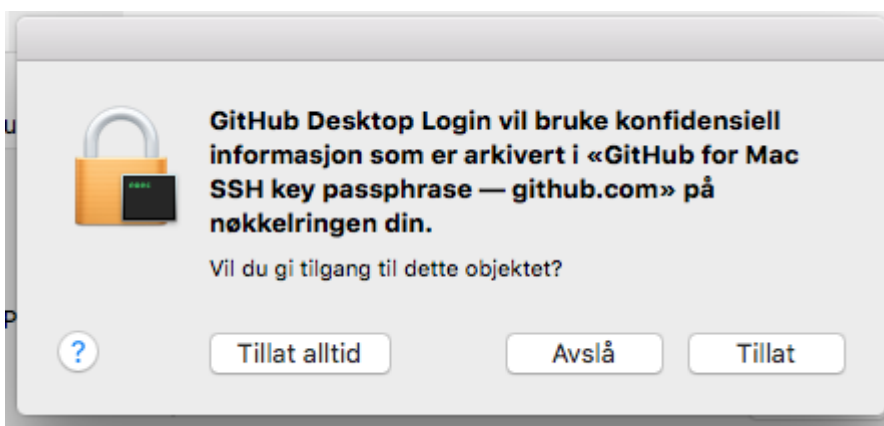 GitHub Desktop Login vil bruke konfidensiell
informasjon som er arkivert i «GitHub for Mac
SSH key passphrase — github.com» på
nøkkelringen din.
Vil du gi tilgang til dette objektet?
?
Tillat alltid
Avslå
Tillat